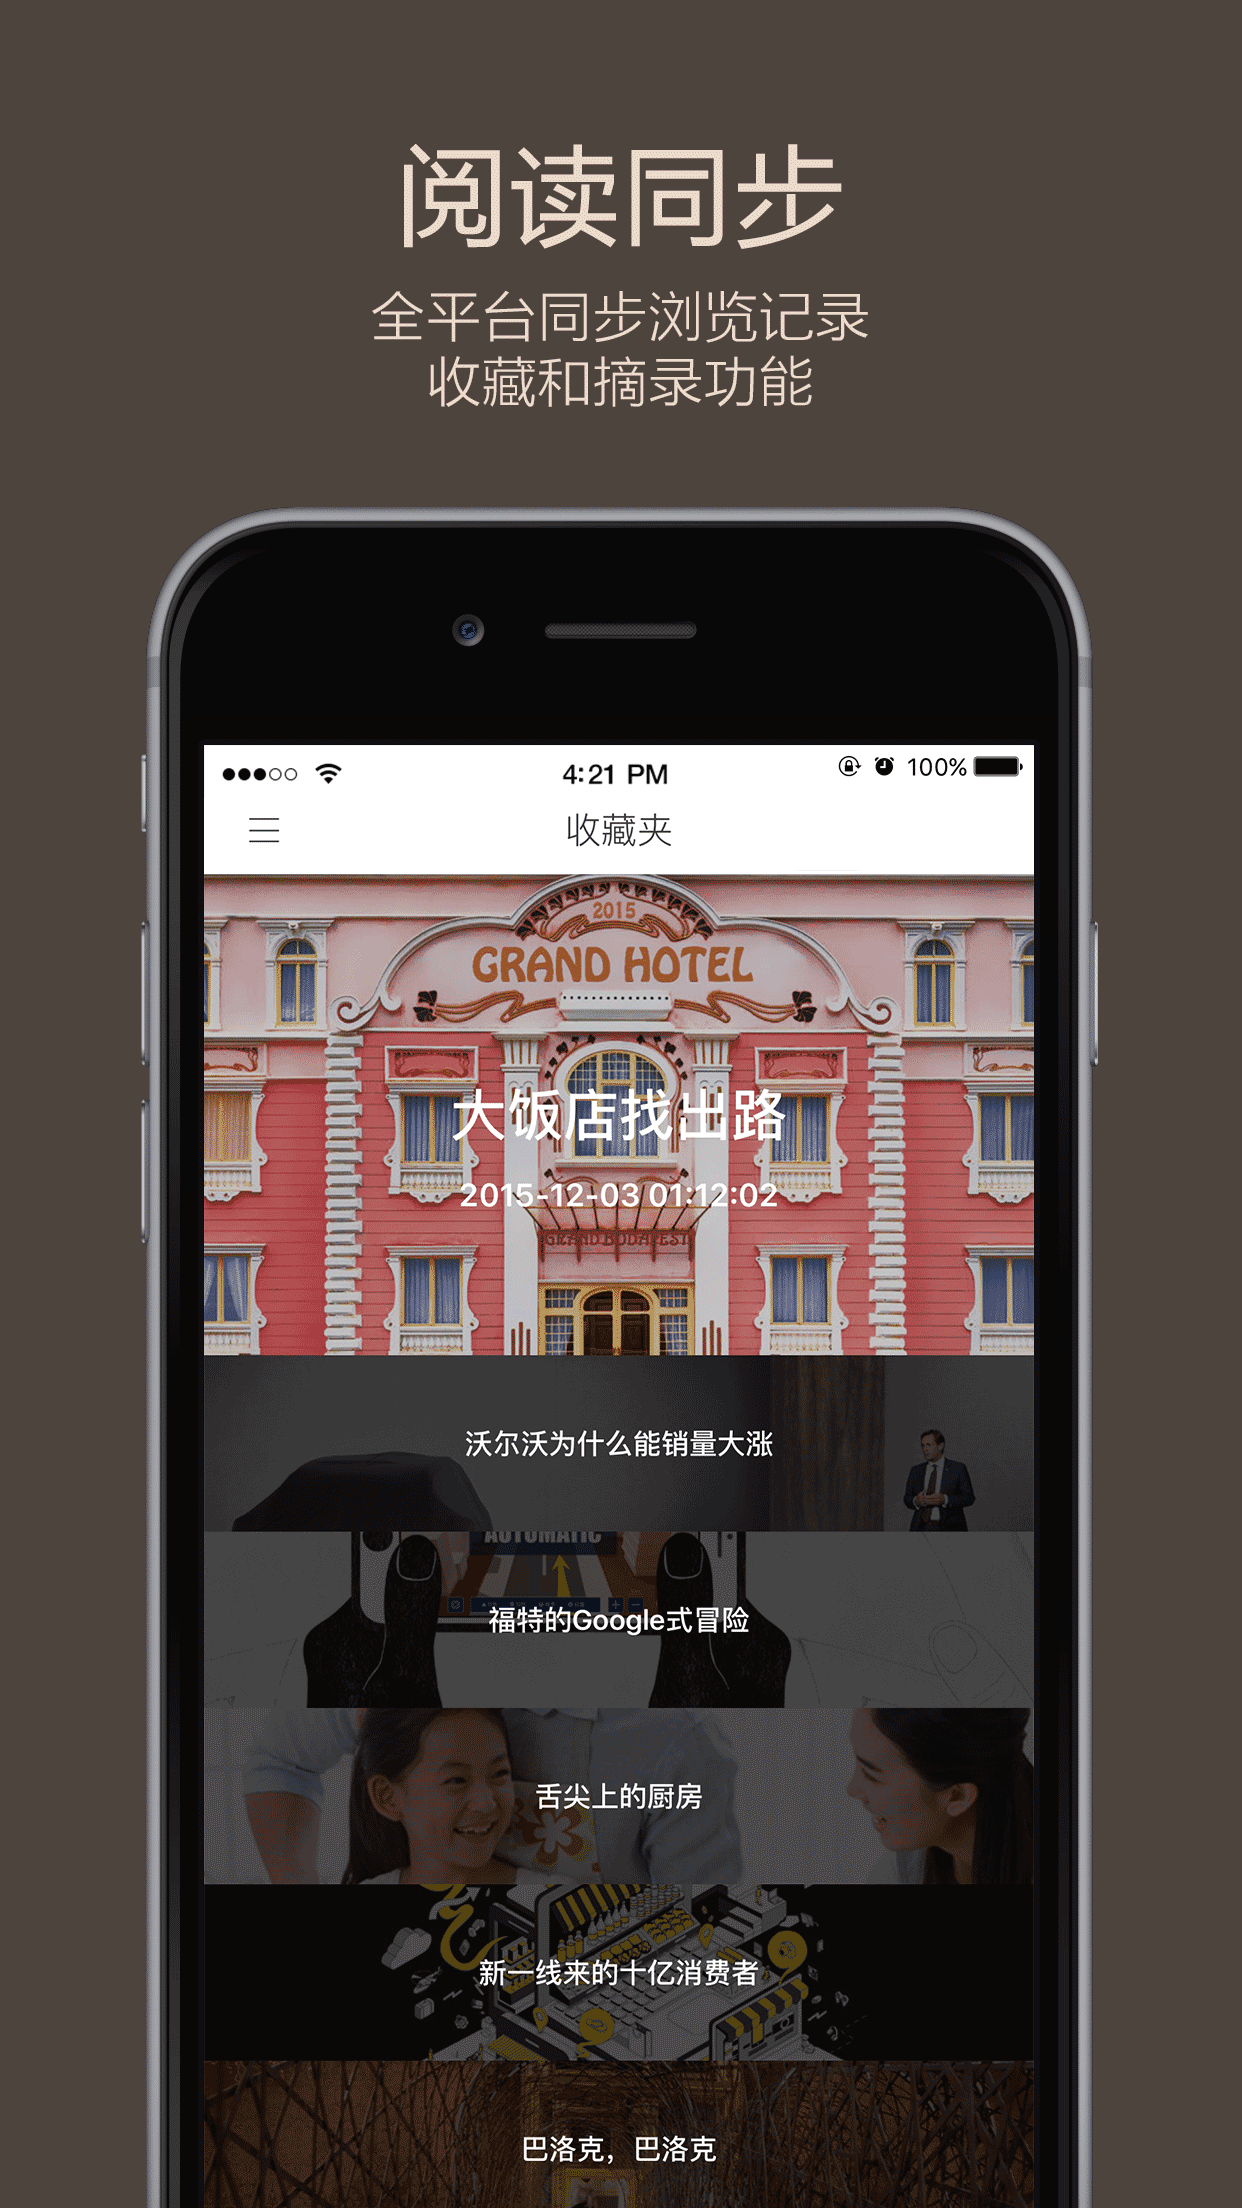 阅读同步
全平台同步浏览记录
收藏和摘录功能
4:21 PM
100%
收藏夹
2015
GRAND HOTEL
大饭店找出路
2015-12-03 01:12:02
GRAND BUDAPEST
沃尔沃为什么能销量大涨
AUTOMATIC
福特的Google式冒险
舌尖上的厨房
新一线来的十亿消费者
巴洛克，巴洛克